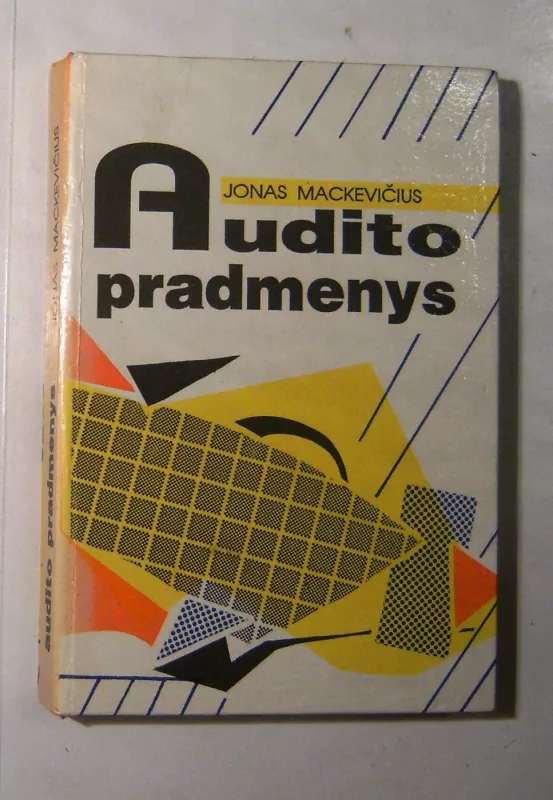 JONAS MACKEVIČIUS
Audito
pradmenys
audito pradmenys
JONAS MACKEVIČIUS